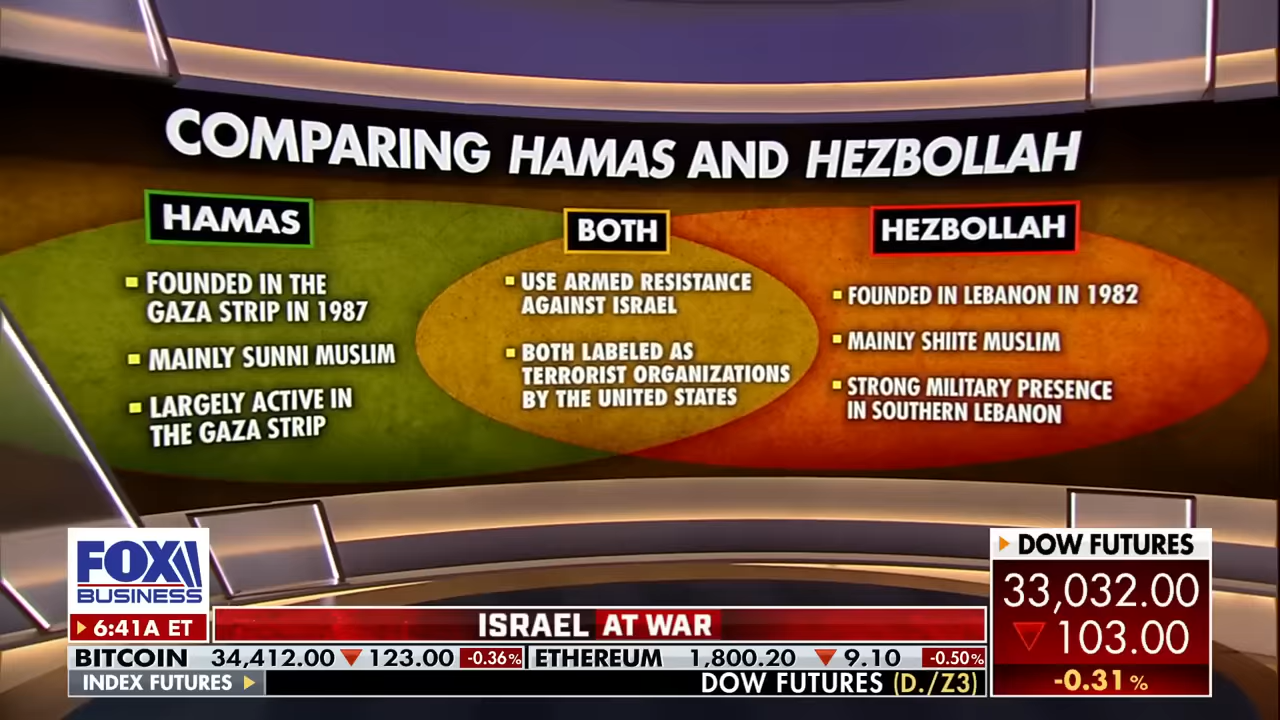 COMPARING HAMAS AND HEZBOLLAH
HAMAS
FOUNDED IN THE
GAZA STRIP IN 1987
MAINLY SUNNI MUSLIM
LARGELY ACTIVE IN
THE GAZA STRIP
BOTH
USE ARMED RESISTANCE
AGAINST ISRAEL
BOTH LABELED AS
TERRORIST ORGANIZATIONS
BY THE UNITED STATES
HEZBOLLAH
FOUNDED IN LEBANON IN 1982
MAINLY SHIITE MUSLIM
STRONG MILITARY PRESENCE
IN SOUTHERN LEBANON
FOX
BUSINESS
6:41A ET
ISRAEL AT WAR
BITCOIN 34,412.00 ▼ 123.00 -0.36% ETHEREUM 1,800.20 ▼ 9.10 -0.50%
INDEX FUTURES
DOW FUTURES (D./Z3)
DOW FUTURES
33,032.00
▼ 103.00
-0.31%